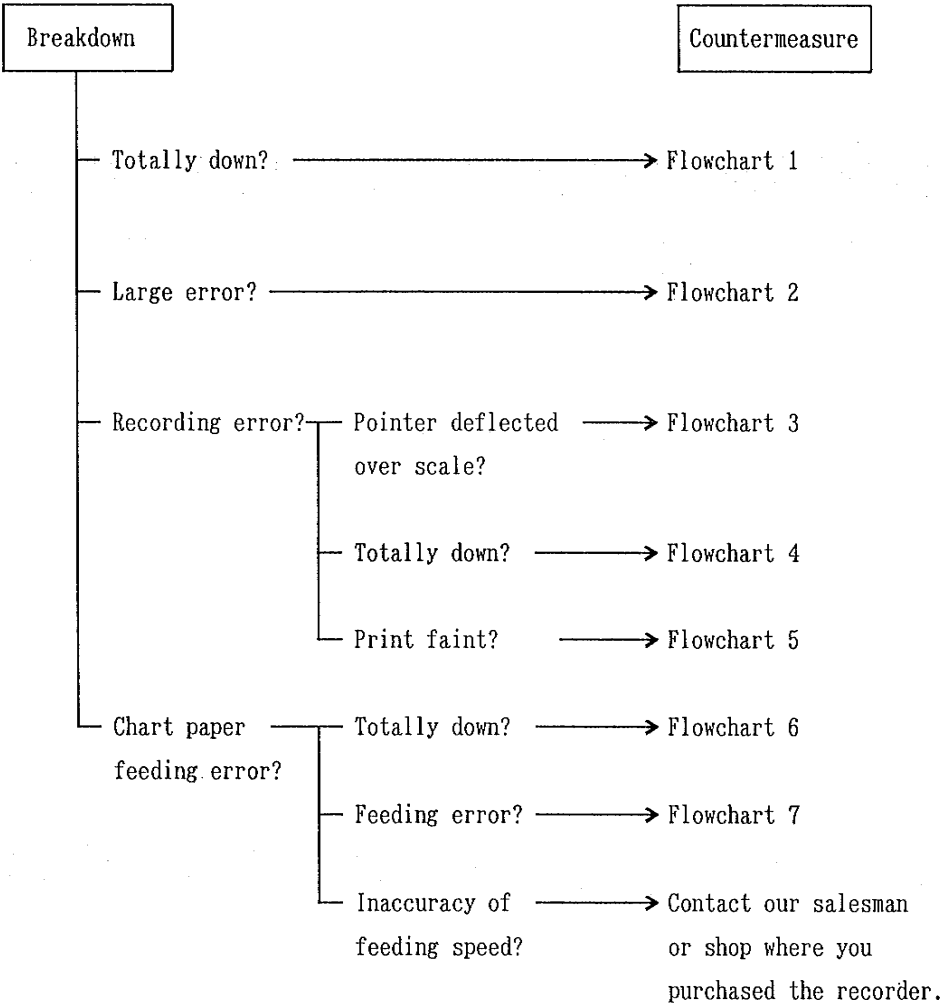 Breakdown
Countermeasure
Totally down?
Flowchart 1
Large error?
Flowchart 2
Recording error?
Pointer deflected
over scale?
Flowchart 3
Totally down?
Flowchart 4
Print faint?
Flowchart 5
Chart paper
feeding error?
Totally down?
Flowchart 6
Feeding error?
Flowchart 7
Inaccuracy of
feeding speed?
Contact our salesman
or shop where you
purchased the recorder.